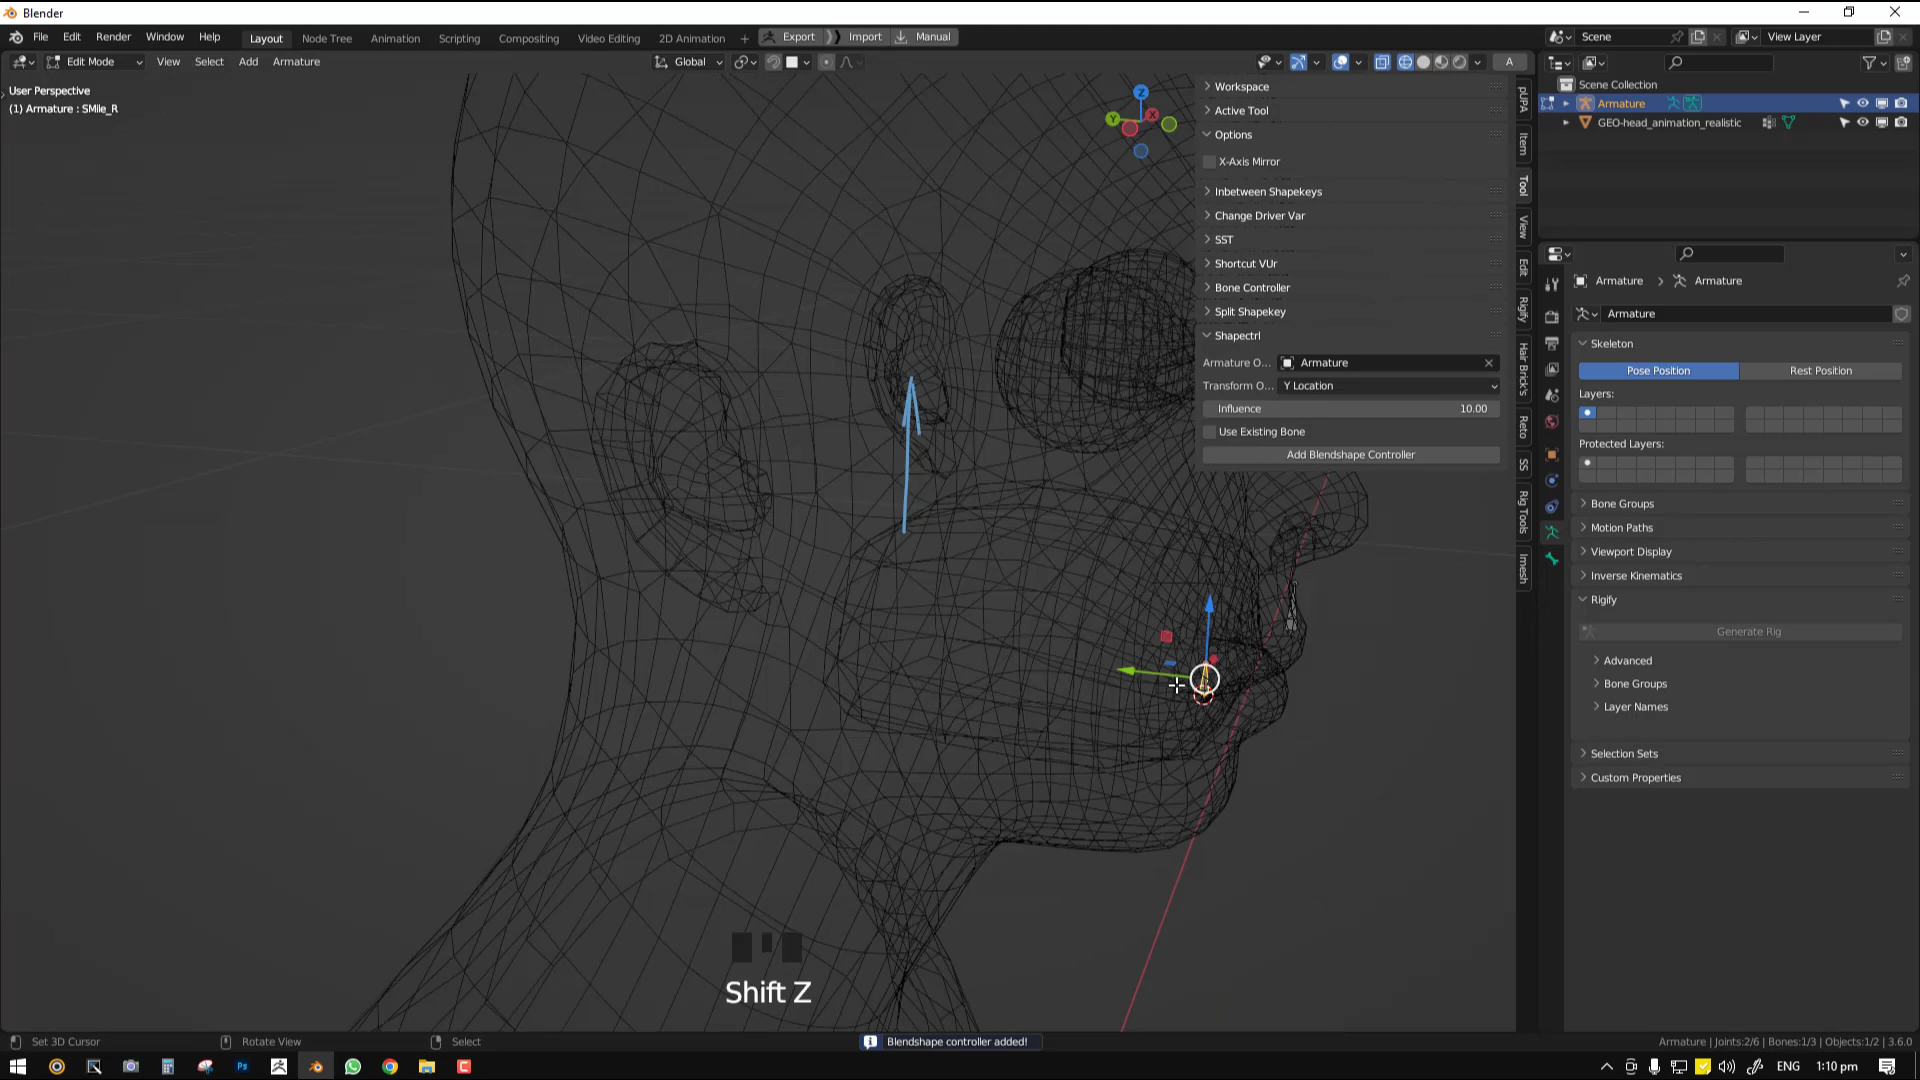 Blender
File Edit Render Window Help Layout Node Tree Animation Scripting Compositing Video Editing 2D Animation + Export Import Manual Scene View Layer
Edit Mode View Select Add Armature Global A
User Perspective
(1) Armature : SMile_R
Z
Y
X
Workspace
Active Tool
Options
X-Axis Mirror
Inbetween Shapekeys
Change Driver Var
SST
Shortcut VUr
Bone Controller
Split Shapekey
Shapectrl
Armature O... Armature
Transform O... Y Location
Influence 10.00
Use Existing Bone
Add Blendshape Controller
pUPA
Item
Tool
View
Edit
Rigify
Hair Brick's
Reto
SS
Rig Tools
Imesh
Scene Collection
Armature
GEO-head_animation_realistic
Armature > Armature
Armature
Skeleton
Pose Position Rest Position
Layers:
Protected Layers:
Bone Groups
Motion Paths
Viewport Display
Inverse Kinematics
Rigify
Generate Rig
Advanced
Bone Groups
Layer Names
Selection Sets
Custom Properties
Shift Z
Set 3D Cursor Rotate View Select Blendshape controller added! Armature | Joints:2/6 | Bones:1/3 | Objects:1/2 | 3.6.0
Ps ENG 1:10 pm